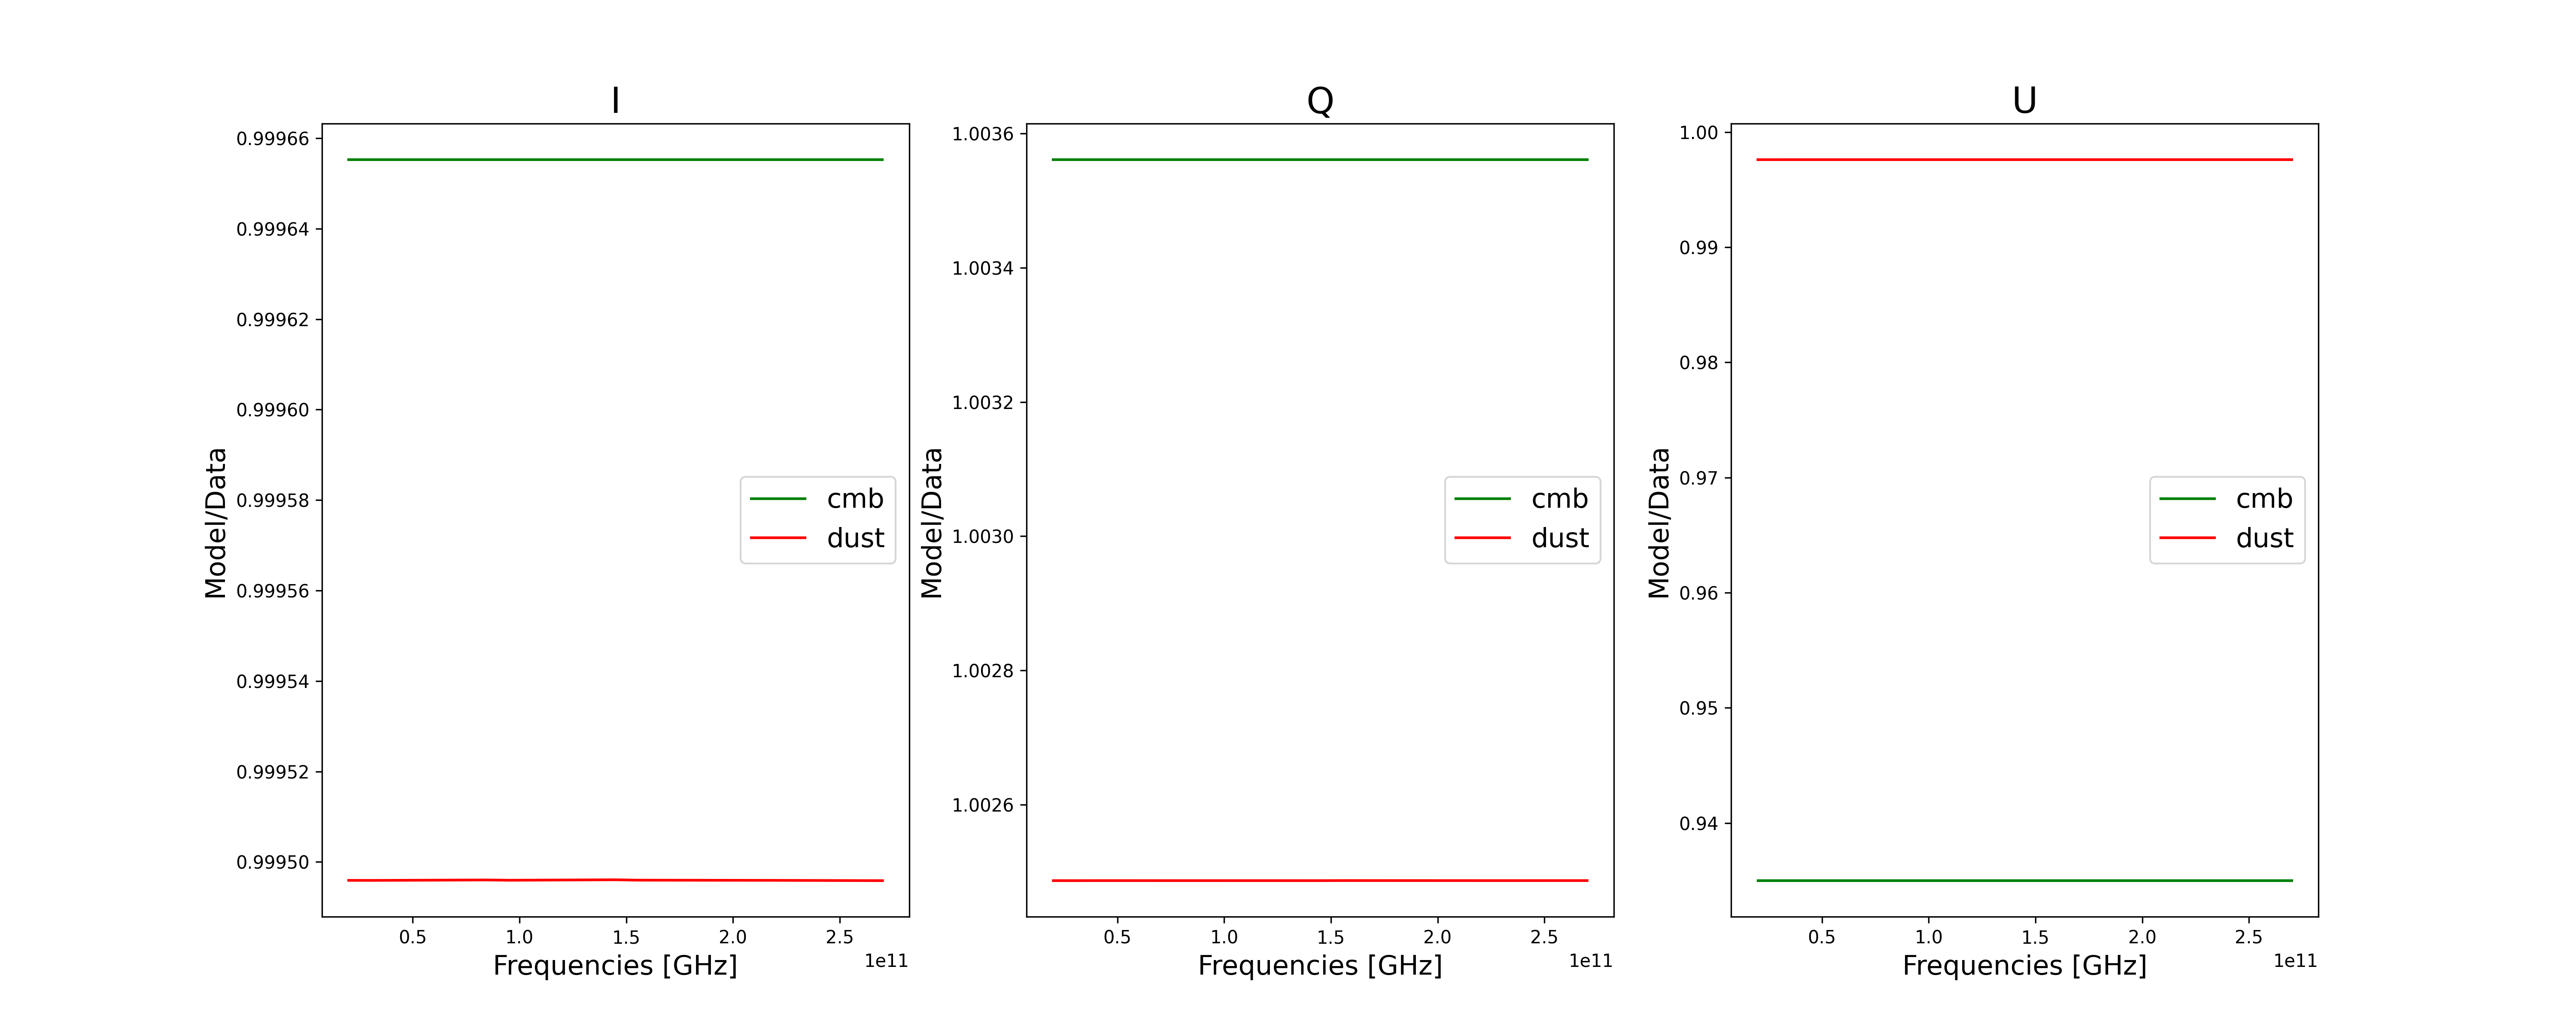 I
0.99966
0.99964
0.99962
0.99960
0.99958
0.99956
0.99954
0.99952
0.99950
Model/Data
cmb
dust
0.5 1.0 1.5 2.0 2.5
1e11
Frequencies [GHz]
Q
1.0036
1.0034
1.0032
1.0030
1.0028
1.0026
Model/Data
cmb
dust
0.5 1.0 1.5 2.0 2.5
1e11
Frequencies [GHz]
U
1.00
0.99
0.98
0.97
0.96
0.95
0.94
Model/Data
cmb
dust
0.5 1.0 1.5 2.0 2.5
1e11
Frequencies [GHz]